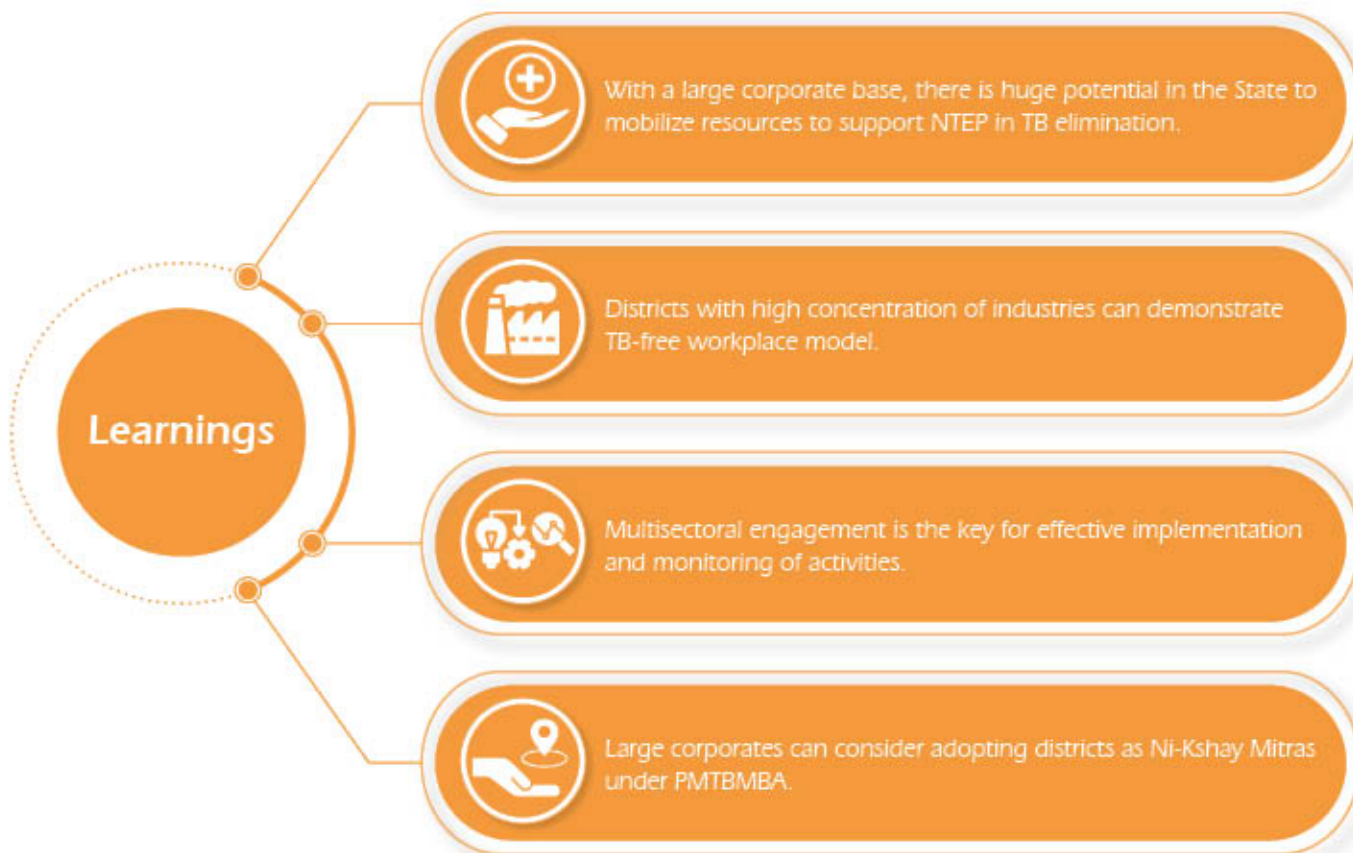 With a large corporate base, there is huge potential in the State to
mobilize resources to support NTEP in TB elimination.
Districts with high concentration of industries can demonstrate
TB-free workplace model.
Learnings
Multisectoral engagement is the key for effective implementation
and monitoring of activities.
Large corporates can consider adopting districts as Ni-Kshay Mitras
under PMTBMBA.